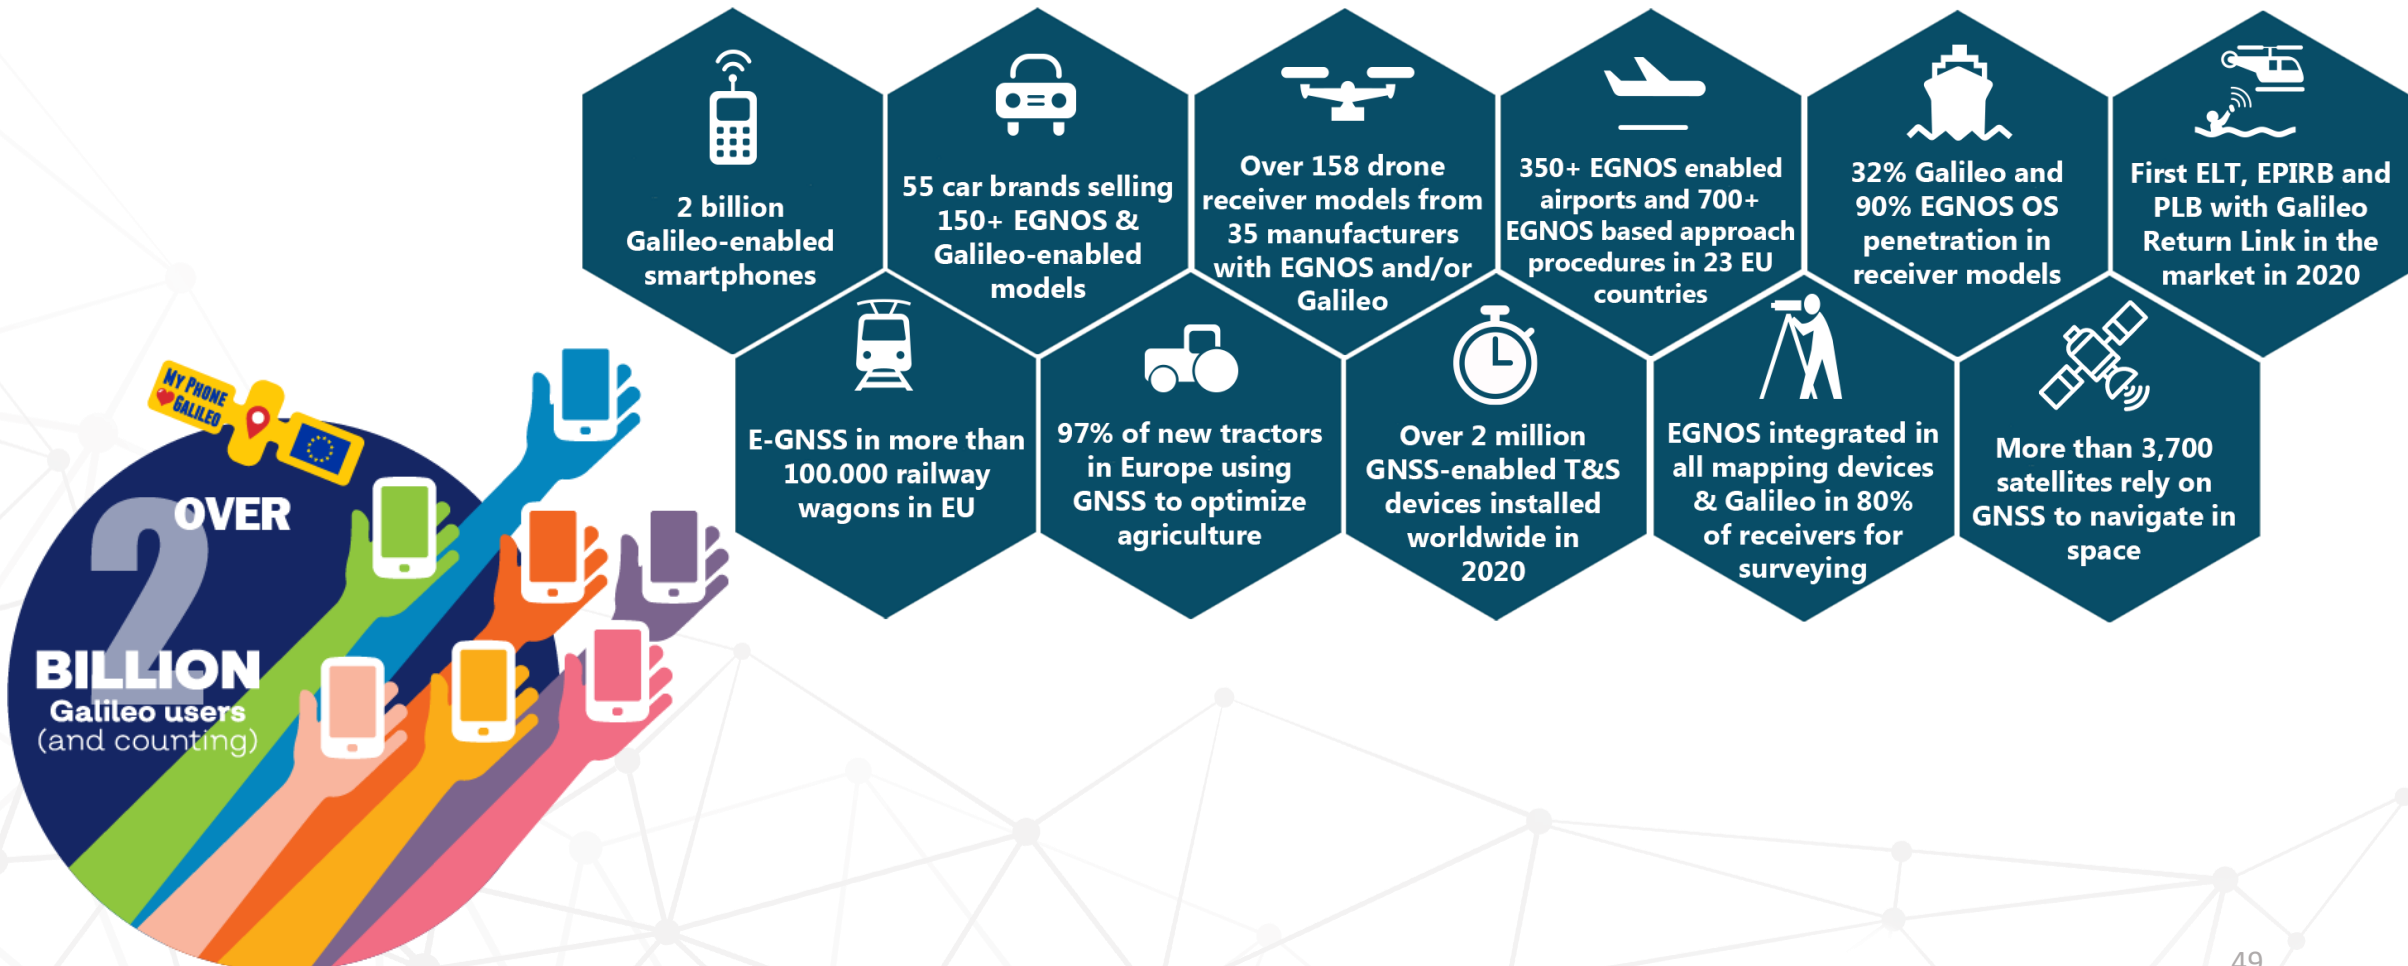 2 billion
Galileo-enabled
smartphones
55 car brands selling
150+ EGNOS &
Galileo-enabled
models
Over 158 drone
receiver models from
35 manufacturers
with EGNOS and/or
Galileo
350+ EGNOS enabled
airports and 700+
EGNOS based approach
procedures in 23 EU
countries
32% Galileo and
90% EGNOS OS
penetration in
receiver models
First ELT, EPIRB and
PLB with Galileo
Return Link in the
market in 2020
E-GNSS in more than
100.000 railway
wagons in EU
97% of new tractors
in Europe using
GNSS to optimize
agriculture
Over 2 million
GNSS-enabled T&S
devices installed
worldwide in
2020
EGNOS integrated in
all mapping devices
& Galileo in 80%
of receivers for
surveying
More than 3,700
satellites rely on
GNSS to navigate in
space
MY PHONE
GALILEO
OVER
2
BILLION
Galileo users
(and counting)
49